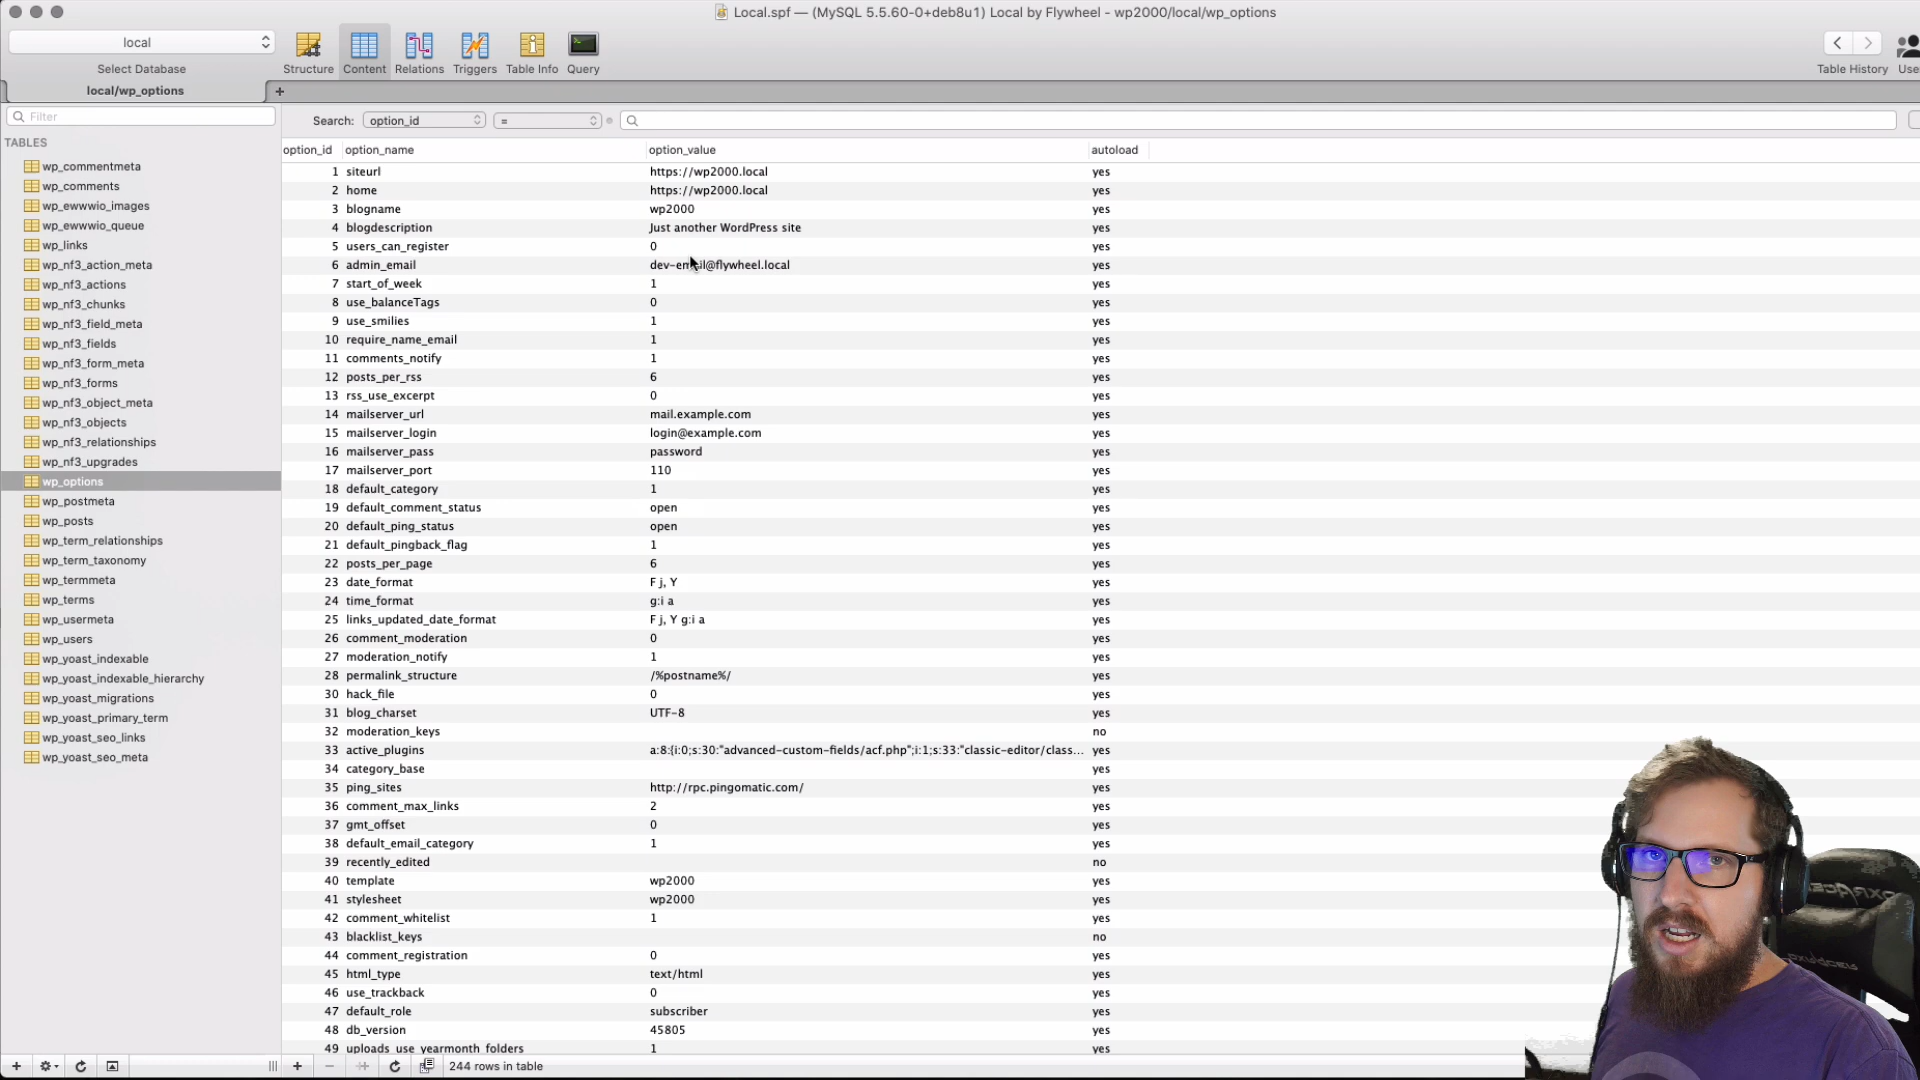 Local.spf — (MySQL 5.5.60-0+deb8u1) Local by Flywheel - wp2000/local/wp_options
local
Select Database
Structure
Content
Relations
Triggers
Table Info
Query
Table History
Use
local/wp_options
+
Filter
Search:
option_id
=
TABLES
wp_commentmeta
wp_comments
wp_ewwwio_images
wp_ewwwio_queue
wp_links
wp_nf3_action_meta
wp_nf3_actions
wp_nf3_chunks
wp_nf3_field_meta
wp_nf3_fields
wp_nf3_form_meta
wp_nf3_forms
wp_nf3_object_meta
wp_nf3_objects
wp_nf3_relationships
wp_nf3_upgrades
wp_options
wp_postmeta
wp_posts
wp_term_relationships
wp_term_taxonomy
wp_termmeta
wp_terms
wp_usermeta
wp_users
wp_yoast_indexable
wp_yoast_indexable_hierarchy
wp_yoast_migrations
wp_yoast_primary_term
wp_yoast_seo_links
wp_yoast_seo_meta
option_id option_name option_value autoload
1 siteurl https://wp2000.local yes
2 home https://wp2000.local yes
3 blogname wp2000 yes
4 blogdescription Just another WordPress site yes
5 users_can_register 0 yes
6 admin_email dev-email@flywheel.local yes
7 start_of_week 1 yes
8 use_balanceTags 0 yes
9 use_smilies 1 yes
10 require_name_email 1 yes
11 comments_notify 1 yes
12 posts_per_rss 6 yes
13 rss_use_excerpt 0 yes
14 mailserver_url mail.example.com yes
15 mailserver_login login@example.com yes
16 mailserver_pass password yes
17 mailserver_port 110 yes
18 default_category 1 yes
19 default_comment_status open yes
20 default_ping_status open yes
21 default_pingback_flag 1 yes
22 posts_per_page 6 yes
23 date_format F j, Y yes
24 time_format g:i a yes
25 links_updated_date_format F j, Y g:i a yes
26 comment_moderation 0 yes
27 moderation_notify 1 yes
28 permalink_structure /%postname%/ yes
30 hack_file 0 yes
31 blog_charset UTF-8 yes
32 moderation_keys no
33 active_plugins a:8:{i:0;s:30:"advanced-custom-fields/acf.php";i:1;s:33:"classic-editor/class... yes
34 category_base yes
35 ping_sites http://rpc.pingomatic.com/ yes
36 comment_max_links 2 yes
37 gmt_offset 0 yes
38 default_email_category 1 yes
39 recently_edited no
40 template wp2000 yes
41 stylesheet wp2000 yes
42 comment_whitelist 1 yes
43 blacklist_keys no
44 comment_registration 0 yes
45 html_type text/html yes
46 use_trackback 0 yes
47 default_role subscriber yes
48 db_version 45805 yes
49 uploads_use_yearmonth_folders 1 yes
244 rows in table